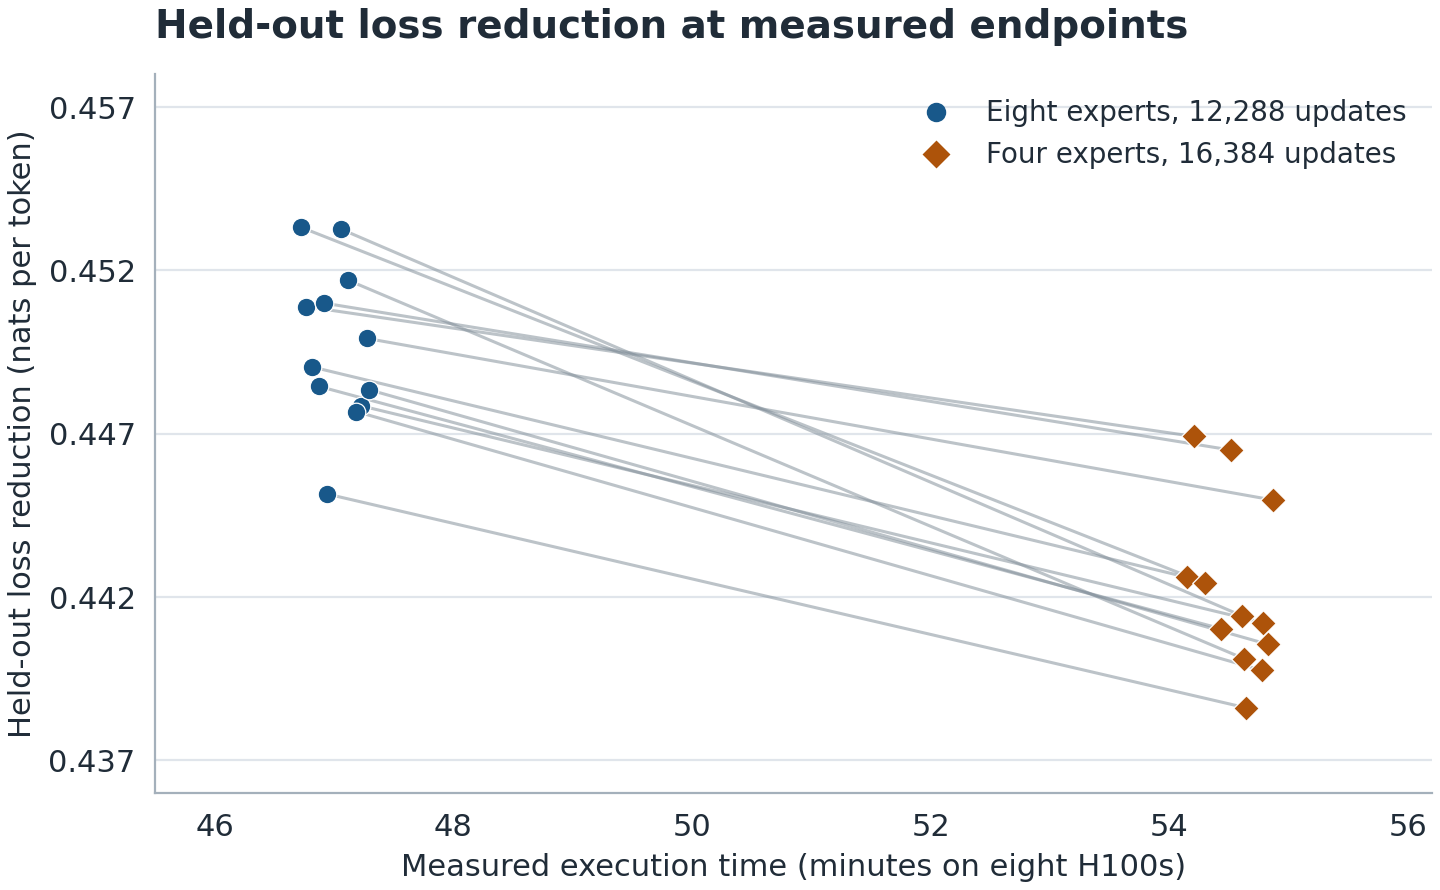 Held-out loss reduction at measured endpoints
Eight experts, 12,288 updates
Four experts, 16,384 updates
Held-out loss reduction (nats per token)
0.457
0.452
0.447
0.442
0.437
46 48 50 52 54 56
Measured execution time (minutes on eight H100s)